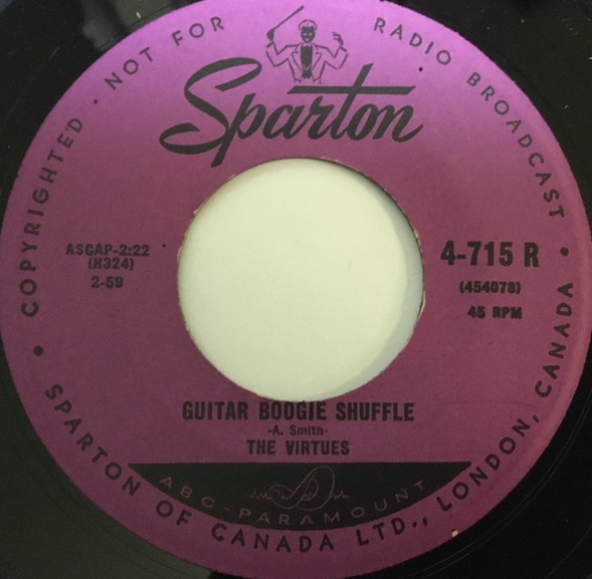 COPYRIGHTED · NOT FOR RADIO BROADCAST
Sparton
ASCAP-2:22
(H324)
2-59
4-715 R
(454078)
45 RPM
GUITAR BOOGIE SHUFFLE
-A. Smith-
THE VIRTUES
ABC-PARAMOUNT
• SPARTON OF CANADA LTD., LONDON, CANADA •